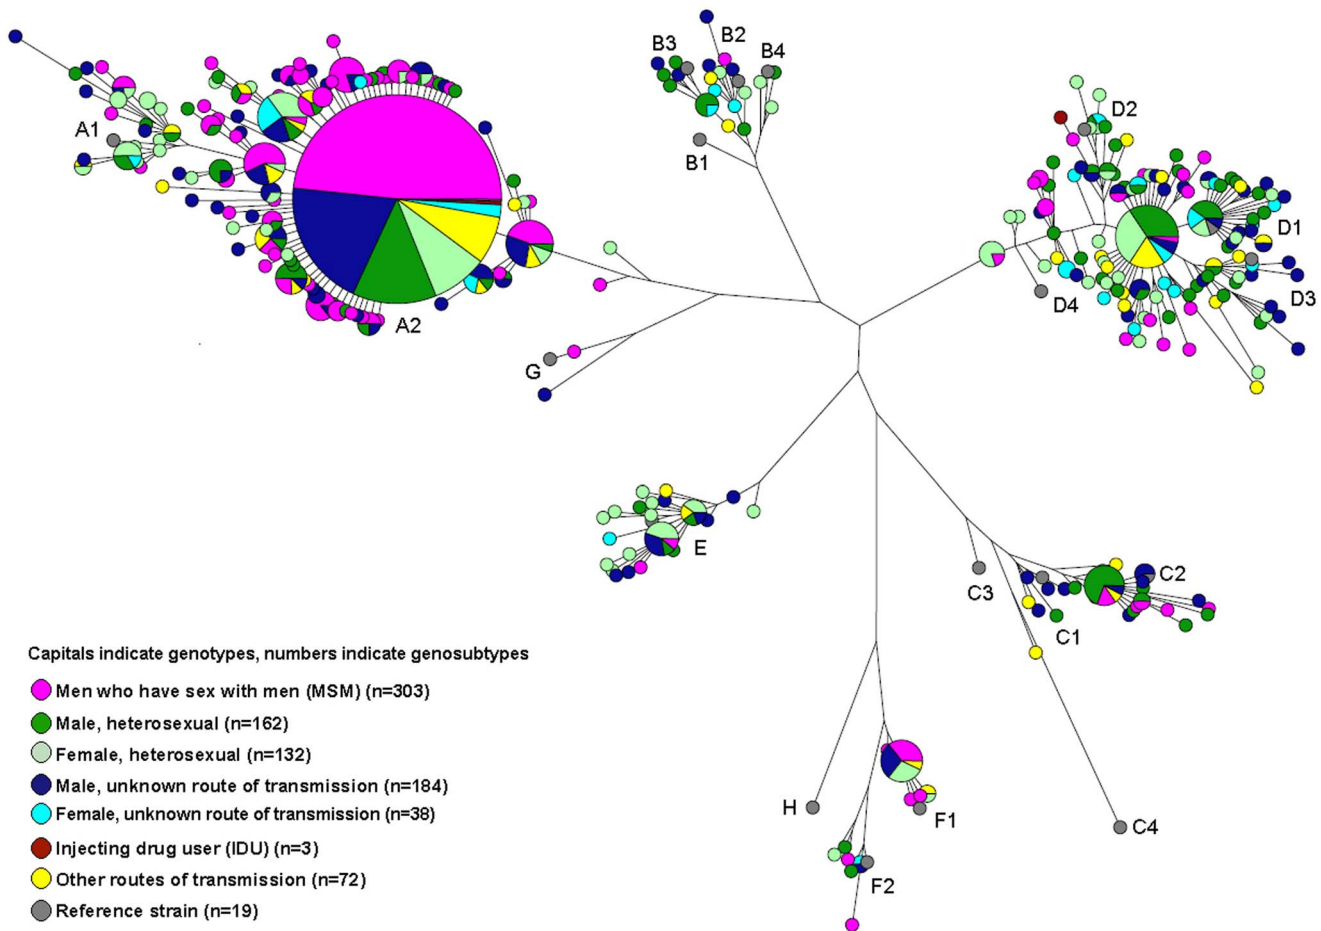 B3
B2
B4
A1
D2
B1
D1
A2
D4
D3
G
E
C3
C2
C1
H
F1
C4
F2
Capitals indicate genotypes, numbers indicate genosubtypes
Men who have sex with men (MSM) (n=303)
Male, heterosexual (n=162)
Female, heterosexual (n=132)
Male, unknown route of transmission (n=184)
Female, unknown route of transmission (n=38)
Injecting drug user (IDU) (n=3)
Other routes of transmission (n=72)
Reference strain (n=19)